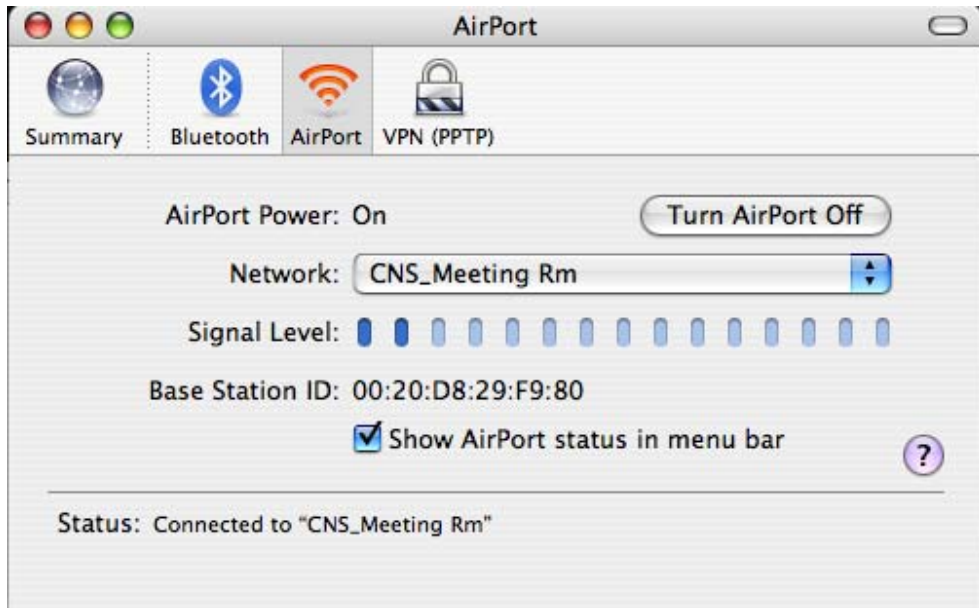 AirPort
Summary Bluetooth AirPort VPN (PPTP)
AirPort Power: On Turn AirPort Off
Network: CNS_Meeting Rm
Signal Level:
Base Station ID: 00:20:D8:29:F9:80
Show AirPort status in menu bar
?
Status: Connected to “CNS_Meeting Rm”